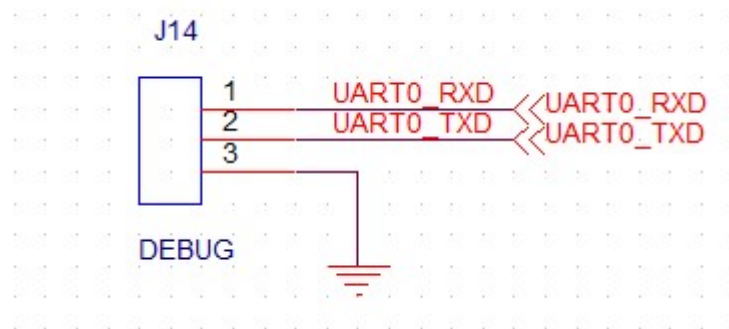 J14
1 UART0_RXD UART0_RXD
2 UART0_TXD UART0_TXD
3
DEBUG